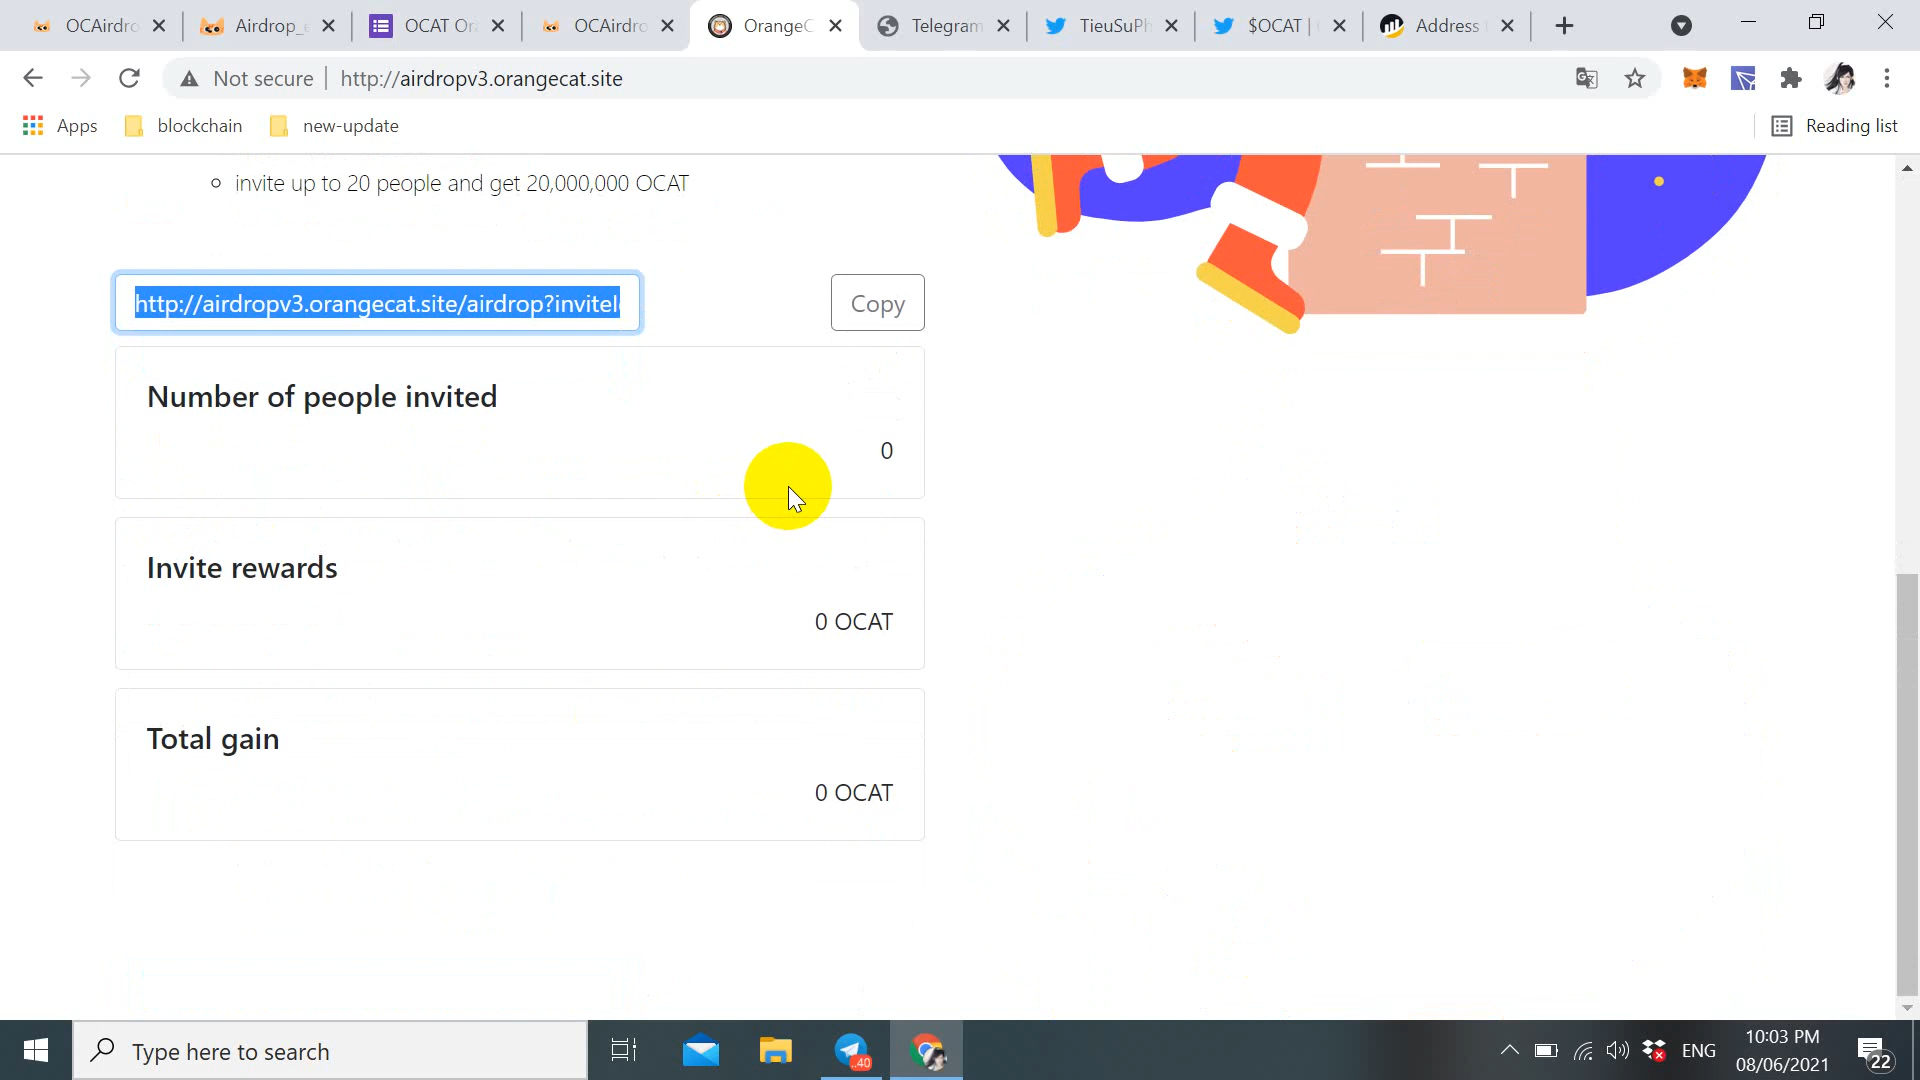 OCAirdro
Airdrop_e
OCAT Or
OCAirdro
OrangeC
Telegram
TieuSuPh
$OCAT |
Address
Not secure
http://airdropv3.orangecat.site
Apps
blockchain
new-update
Reading list
invite up to 20 people and get 20,000,000 OCAT
http://airdropv3.orangecat.site/airdrop?invitel
Copy
Number of people invited
0
Invite rewards
0 OCAT
Total gain
0 OCAT
Type here to search
..40
ENG
10:03 PM
08/06/2021
22